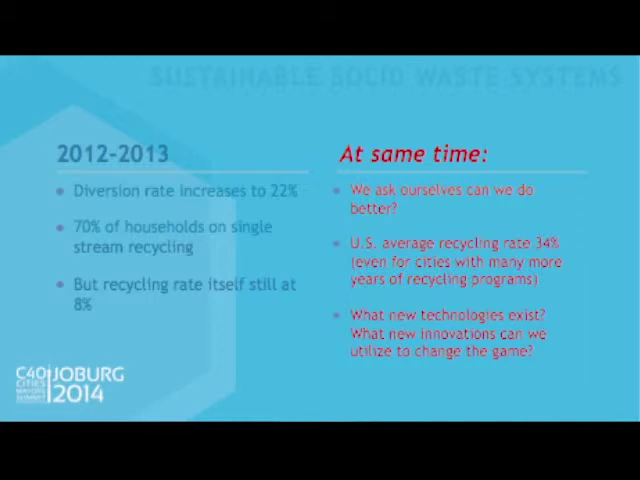 SUSTAINABLE SOLID WASTE SYSTEMS
2012-2013
• Diversion rate increases to 22%
• 70% of households on single
stream recycling
• But recycling rate itself still at
8%
At same time:
• We ask ourselves can we do
better?
• U.S. average recycling rate 34%
(even for cities with many more
years of recycling programs)
• What new technologies exist?
What new innovations can we
utilize to change the game?
C40 JOBURG
CITIES
MAYORS
SUMMIT 2014